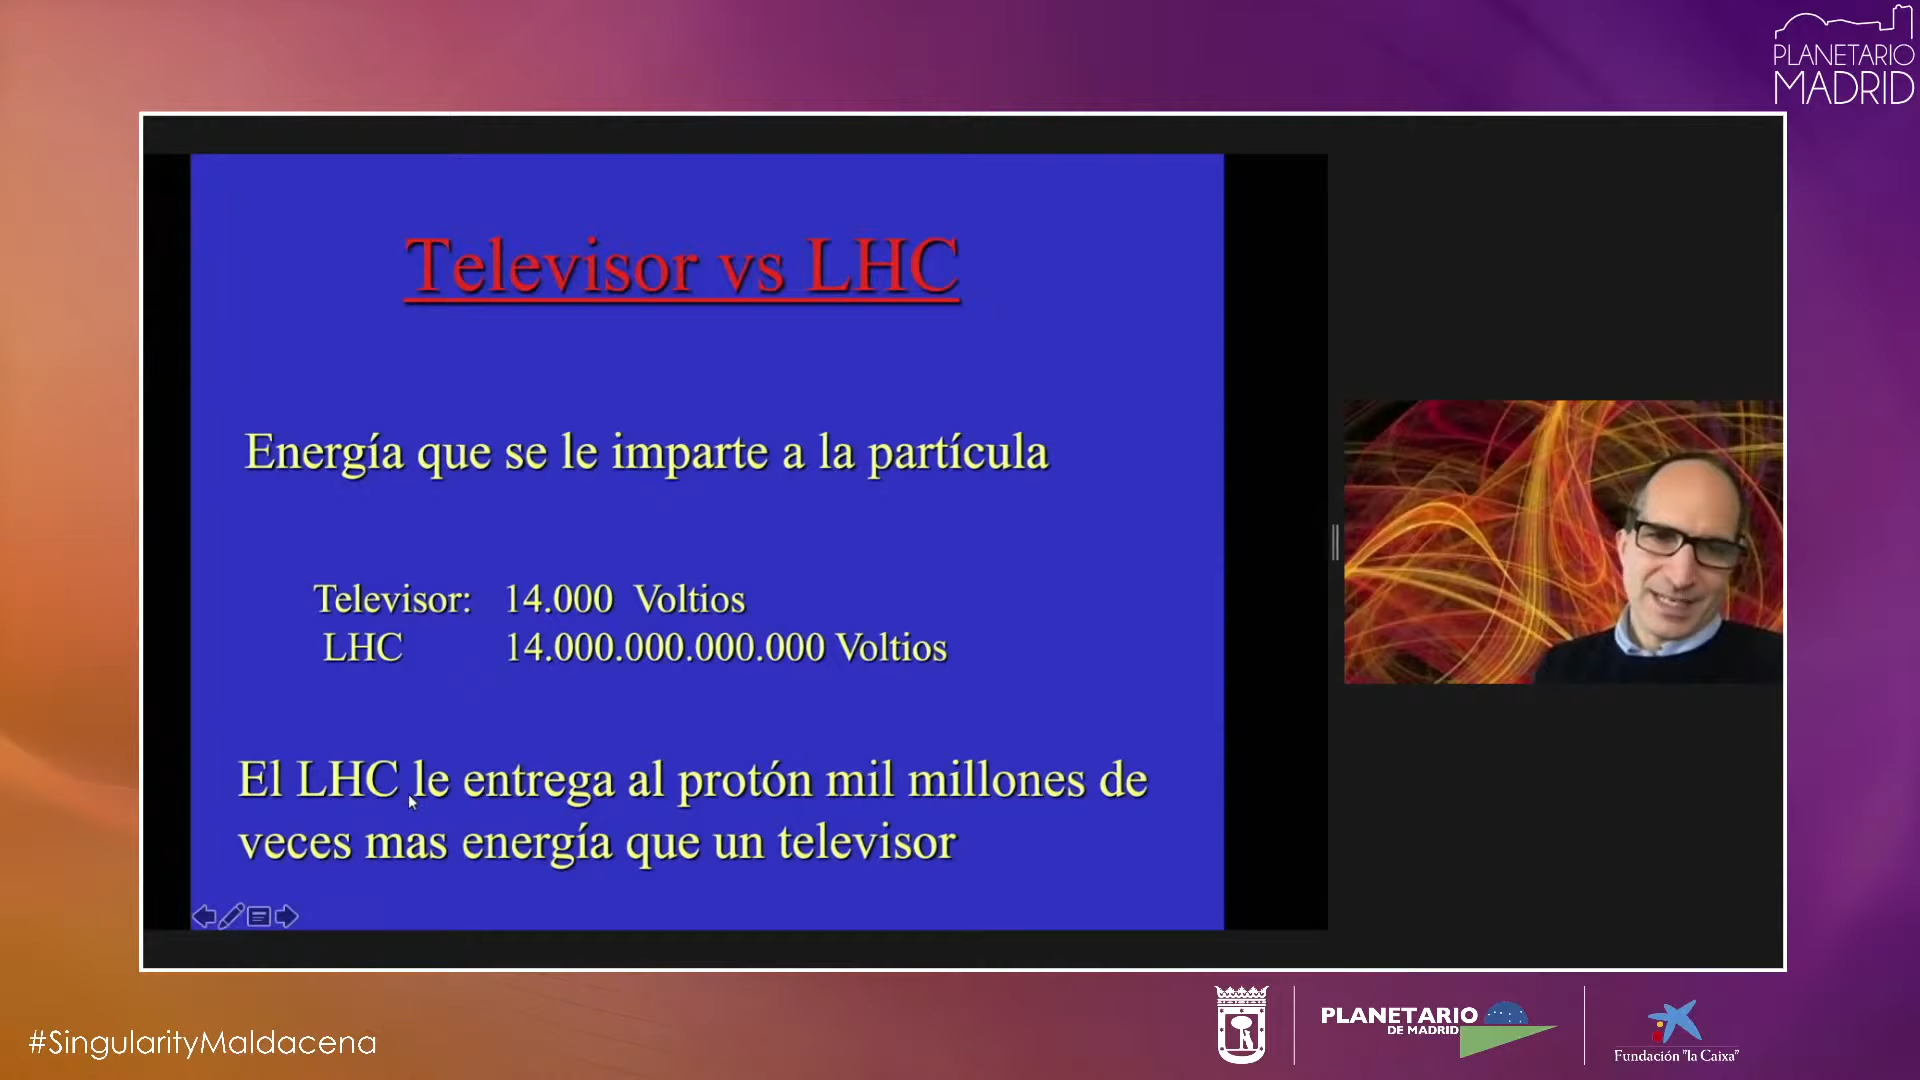 PLANETARIO
MADRID
Televisor vs LHC
Energía que se le imparte a la partícula
Televisor: 14.000 Voltios
LHC 14.000.000.000.000 Voltios
El LHC le entrega al protón mil millones de
veces mas energía que un televisor
#SingularityMaldacena
PLANETARIO
DE MADRID
Fundación "la Caixa"